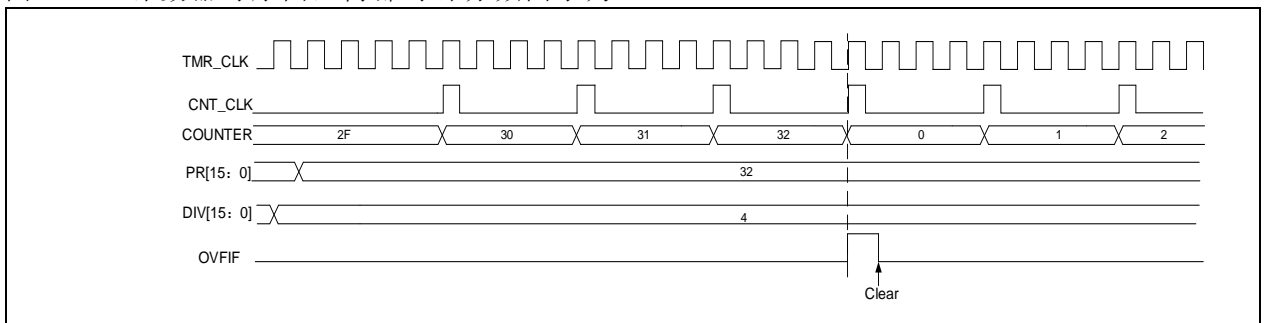 TMR_CLK
CNT_CLK
COUNTER 2F 30 31 32 0 1 2
PR[15：0] 32
DIV[15：0] 4
OVFIF
Clear